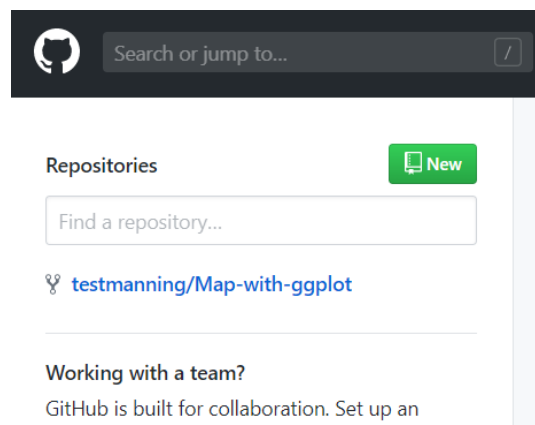 Search or jump to...
/
Repositories
New
Find a repository...
testmanning/Map-with-ggplot
Working with a team?
GitHub is built for collaboration. Set up an